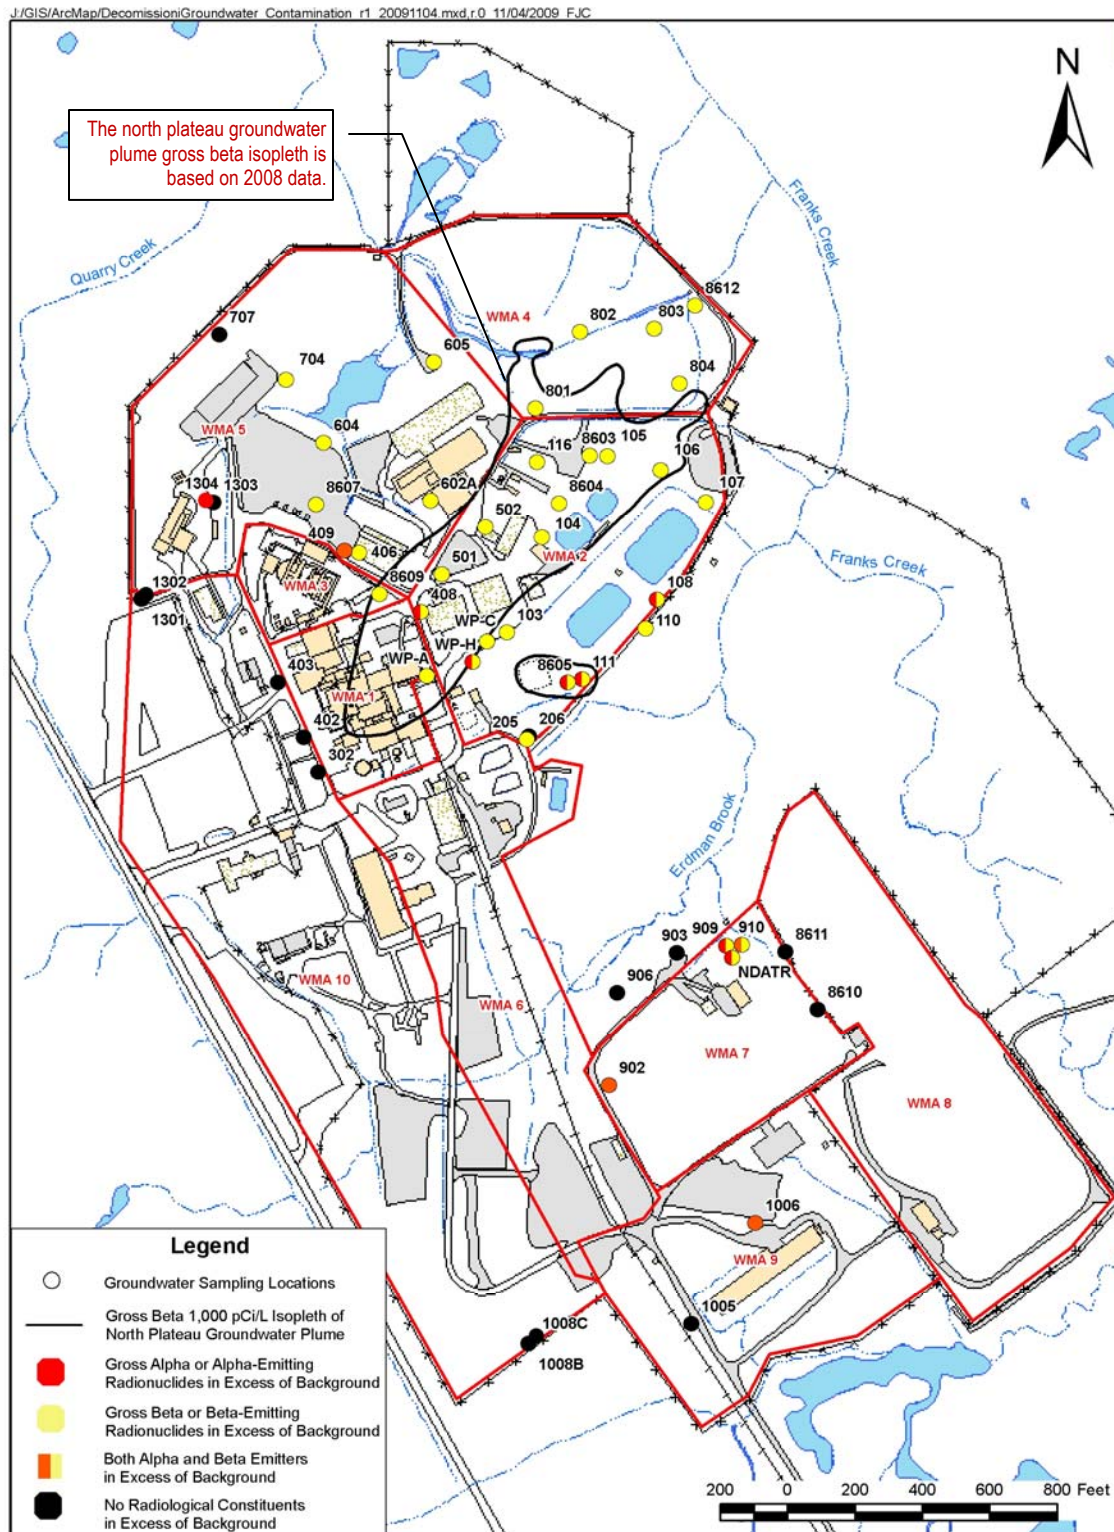 J:/GIS/ArcMap/Decomissioni\Groundwater_Contamination_r1_20091104.mxd,r.0 11/04/2009 FJC
N
The north plateau groundwater
plume gross beta isopleth is
based on 2008 data.
Quarry Creek
Franks Creek
8612
707
WMA 4
802
803
605
704
804
801
WMA 5
604
116
8603
105
106
1304
1303
8607
602A
8604
107
409
406
502
104
WMA 2
Franks Creek
501
8609
WMA 3
408
108
1302
1301
WP-C
103
110
403
WP-H
WP-A
8605
111
WMA 1
402
205
206
302
Erdman Brook
903
909
910
8611
NDATR
906
8610
WMA 10
WMA 6
WMA 7
902
WMA 8
1006
WMA 9
1005
1008C
1008B
Legend
Groundwater Sampling Locations
Gross Beta 1,000 pCi/L Isopleth of
North Plateau Groundwater Plume
Gross Alpha or Alpha-Emitting
Radionuclides in Excess of Background
Gross Beta or Beta-Emitting
Radionuclides in Excess of Background
Both Alpha and Beta Emitters
in Excess of Background
No Radiological Constituents
in Excess of Background
200 0 200 400 600 800 Feet